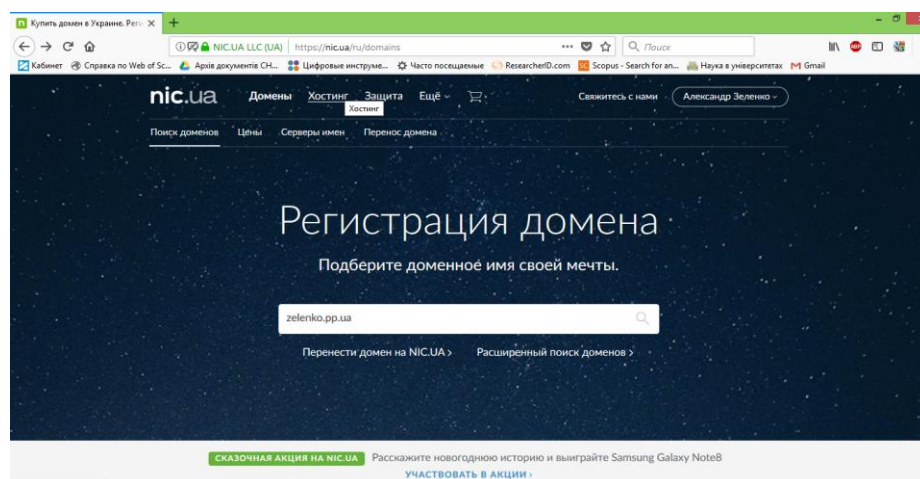 Купить домен в Украине. Реги
NIC.UA LLC (UA) https://nic.ua/ru/domains Поиск
Кабинет Справка по Web of Sc... Архів документів СН... Цифровые инструме... Часто посещаемые ResearcherID.com Scopus - Search for an... Наука в університетах Gmail
nic.ua Домены Хостинг Защита Ещё Свяжитесь с нами Александр Зеленко
Хостинг
Поиск доменов Цены Серверы имен Перенос домена
Регистрация домена
Подберите доменное имя своей мечты.
zelenko.pp.ua
Перенести домен на NIC.UA > Расширенный поиск доменов >
СКАЗОЧНАЯ АКЦИЯ НА NIC.UA Расскажите новогоднюю историю и выиграйте Samsung Galaxy Note8
УЧАСТВОВАТЬ В АКЦИИ ›